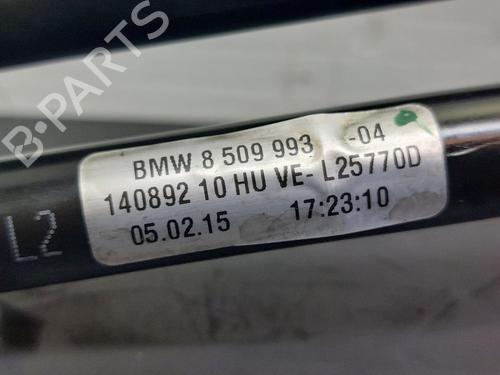 BMW 8 509 993 -04
140892 10 HU VE- L25770D
05.02.15 17:23:10
L2
B-PARTS